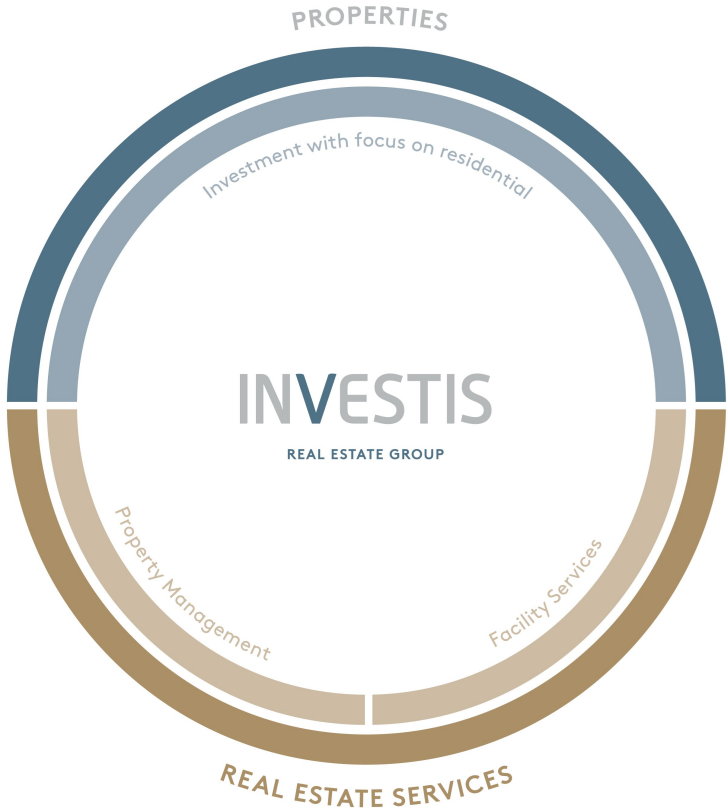 PROPERTIES
Investment with focus on residential
INVESTIS
REAL ESTATE GROUP
Property Management
Facility Services
REAL ESTATE SERVICES